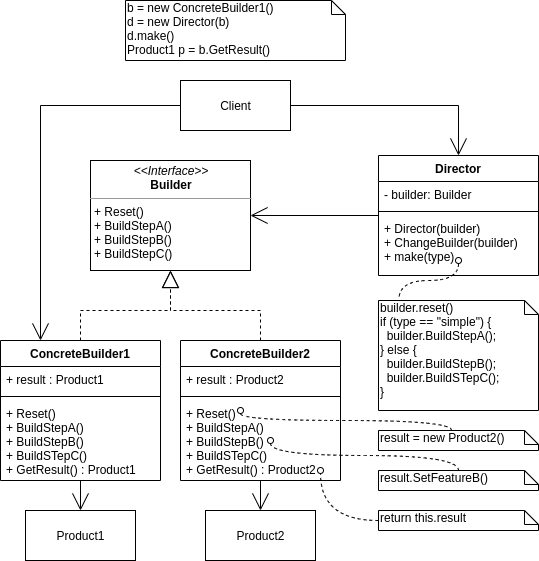 b = new ConcreteBuilder1()
d = new Director(b)
d.make()
Product1 p = b.GetResult()
Client
<<Interface>>
Builder
+ Reset()
+ BuildStepA()
+ BuildStepB()
+ BuildStepC()
Director
- builder: Builder
+ Director(builder)
+ ChangeBuilder(builder)
+ make(type)
builder.reset()
if (type == "simple") {
builder.BuildStepA();
} else {
builder.BuildStepB();
builder.BuildSTepC();
}
ConcreteBuilder1
+ result : Product1
+ Reset()
+ BuildStepA()
+ BuildStepB()
+ BuildSTepC()
+ GetResult() : Product1
ConcreteBuilder2
+ result : Product2
+ Reset()
+ BuildStepA()
+ BuildStepB()
+ BuildSTepC()
+ GetResult() : Product2
result = new Product2()
result.SetFeatureB()
return this.result
Product1
Product2